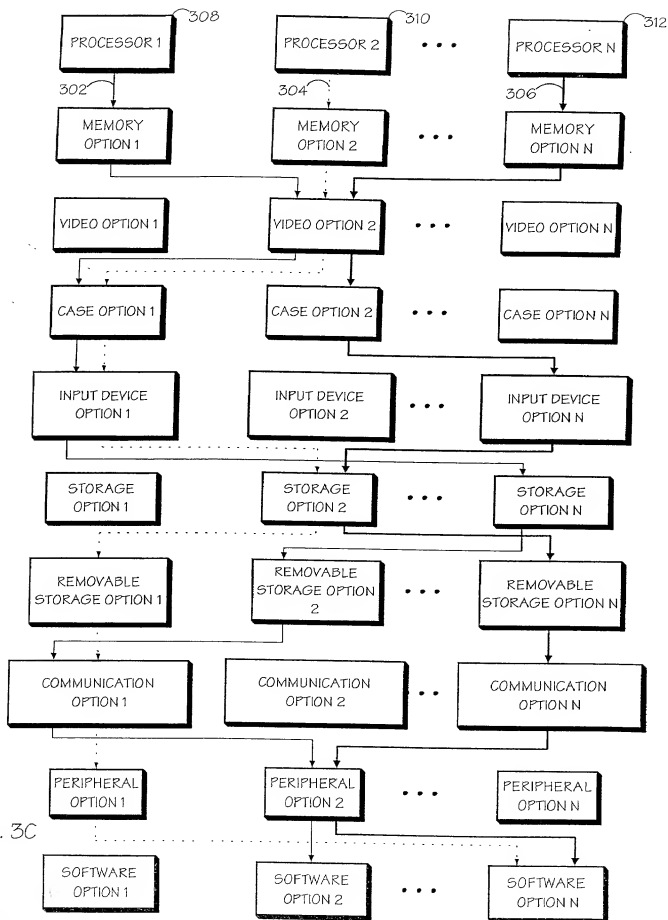 308
310
312
PROCESSOR 1
PROCESSOR 2
PROCESSOR N
302
304
306
MEMORY
OPTION 1
MEMORY
OPTION 2
MEMORY
OPTION N
VIDEO OPTION 1
VIDEO OPTION 2
VIDEO OPTION N
CASE OPTION 1
CASE OPTION 2
CASE OPTION N
INPUT DEVICE
OPTION 1
INPUT DEVICE
OPTION 2
INPUT DEVICE
OPTION N
STORAGE
OPTION 1
STORAGE
OPTION 2
STORAGE
OPTION N
REMOVABLE
STORAGE OPTION 1
REMOVABLE
STORAGE OPTION
2
REMOVABLE
STORAGE OPTION N
COMMUNICATION
OPTION 1
COMMUNICATION
OPTION 2
COMMUNICATION
OPTION N
PERIPHERAL
OPTION 1
PERIPHERAL
OPTION 2
PERIPHERAL
OPTION N
. 3C
SOFTWARE
OPTION 1
SOFTWARE
OPTION 2
SOFTWARE
OPTION N